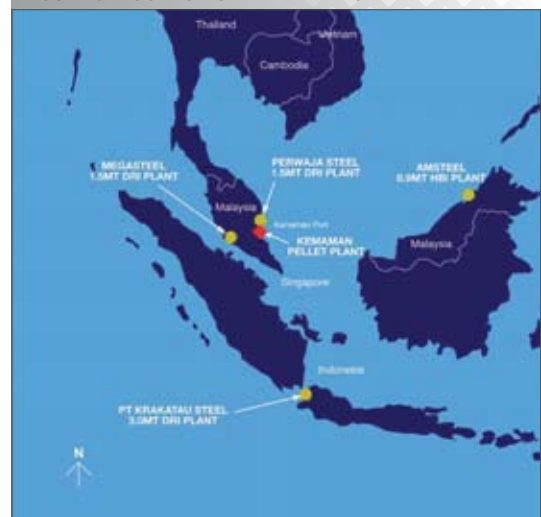 Thailand
Vietnam
Cambodia
MEGASTEEL
1.5MT DRI PLANT
PERWAJA STEEL
1.5MT DRI PLANT
AMSTEEL
0.9MT HBI PLANT
Malaysia
Kemaman Port
KEMAMAN
PELLET PLANT
Malaysia
Singapore
Indonesia
PT KRAKATAU STEEL
3.0MT DRI PLANT
N